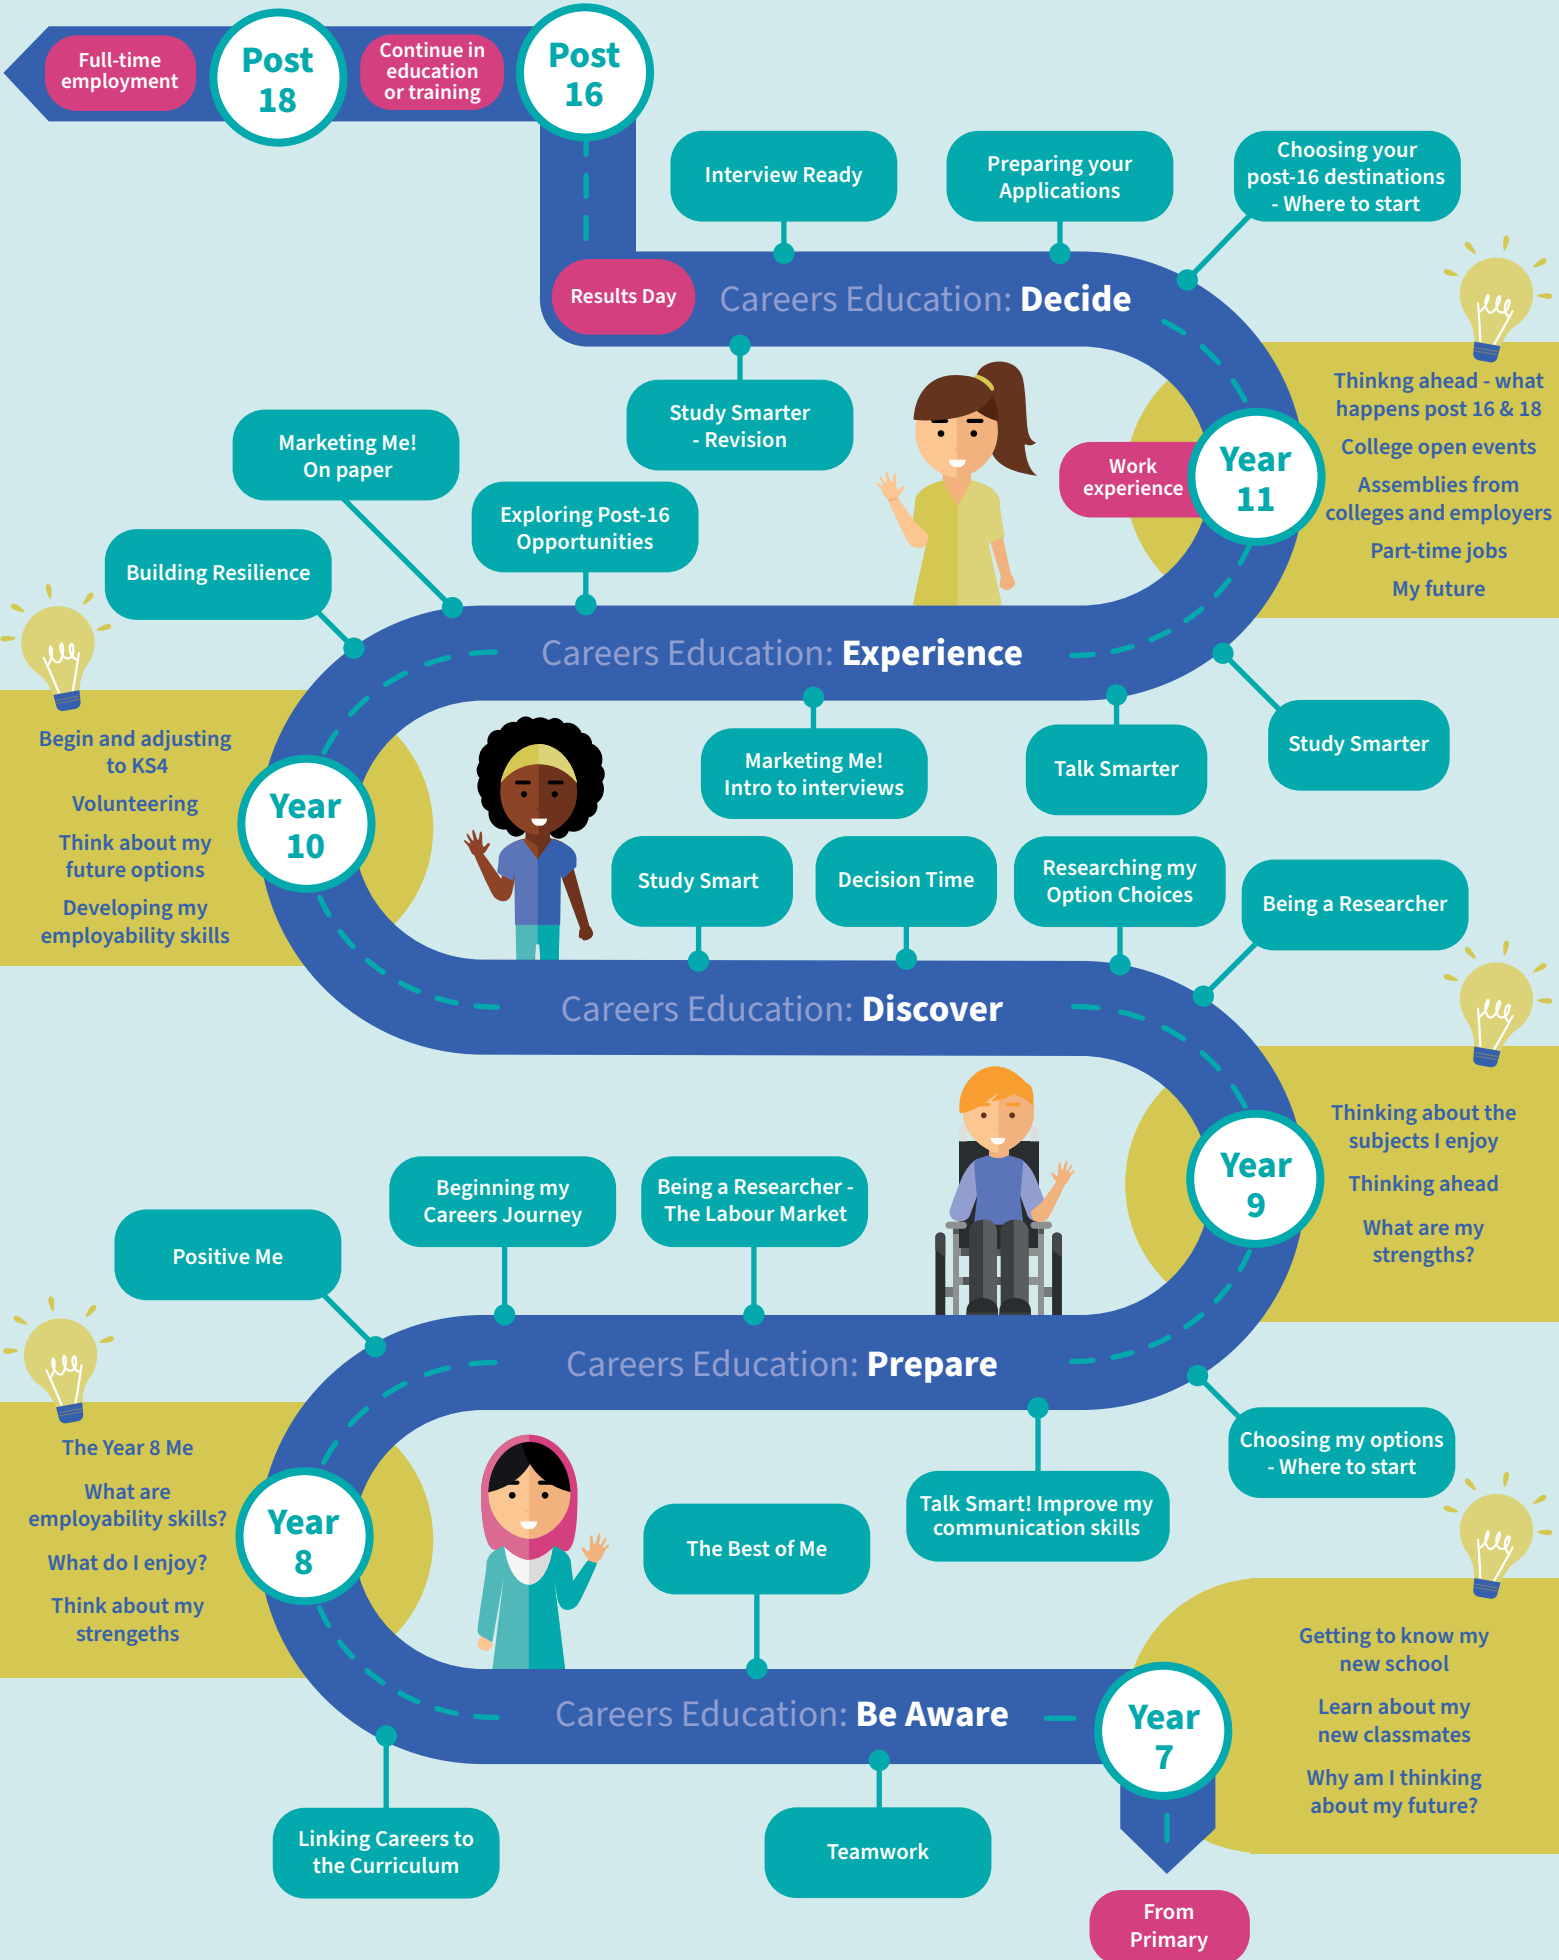 Full-time
employment
Post
18
Continue in
education
or training
Post
16
Interview Ready
Preparing your
Applications
Choosing your
post-16 destinations
- Where to start
Results Day
Careers Education: Decide
Study Smarter
- Revision
Thinkng ahead - what
happens post 16 & 18
College open events
Assemblies from
colleges and employers
Part-time jobs
My future
Work
experience
Year
11
Marketing Me!
On paper
Exploring Post-16
Opportunities
Building Resilience
Careers Education: Experience
Study Smarter
Talk Smarter
Marketing Me!
Intro to interviews
Begin and adjusting
to KS4
Volunteering
Think about my
future options
Developing my
employability skills
Year
10
Study Smart
Decision Time
Researching my
Option Choices
Being a Researcher
Careers Education: Discover
Year
9
Thinking about the
subjects I enjoy
Thinking ahead
What are my
strengths?
Positive Me
Beginning my
Careers Journey
Being a Researcher -
The Labour Market
Careers Education: Prepare
Choosing my options
- Where to start
Talk Smart! Improve my
communication skills
The Year 8 Me
What are
employability skills?
What do I enjoy?
Think about my
strengeths
Year
8
The Best of Me
Careers Education: Be Aware
Year
7
Getting to know my
new school
Learn about my
new classmates
Why am I thinking
about my future?
Linking Careers to
the Curriculum
Teamwork
From
Primary